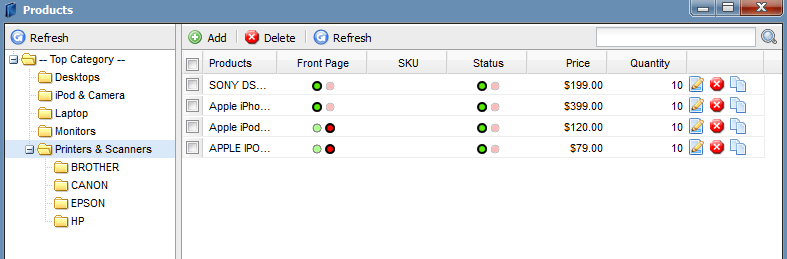 Products
Refresh
Add Delete Refresh
-- Top Category --
Desktops
iPod & Camera
Laptop
Monitors
Printers & Scanners
BROTHER
CANON
EPSON
HP
Products Front Page SKU Status Price Quantity
SONY DS... $199.00 10
Apple iPho... $399.00 10
Apple iPod... $120.00 10
APPLE IPO... $79.00 10